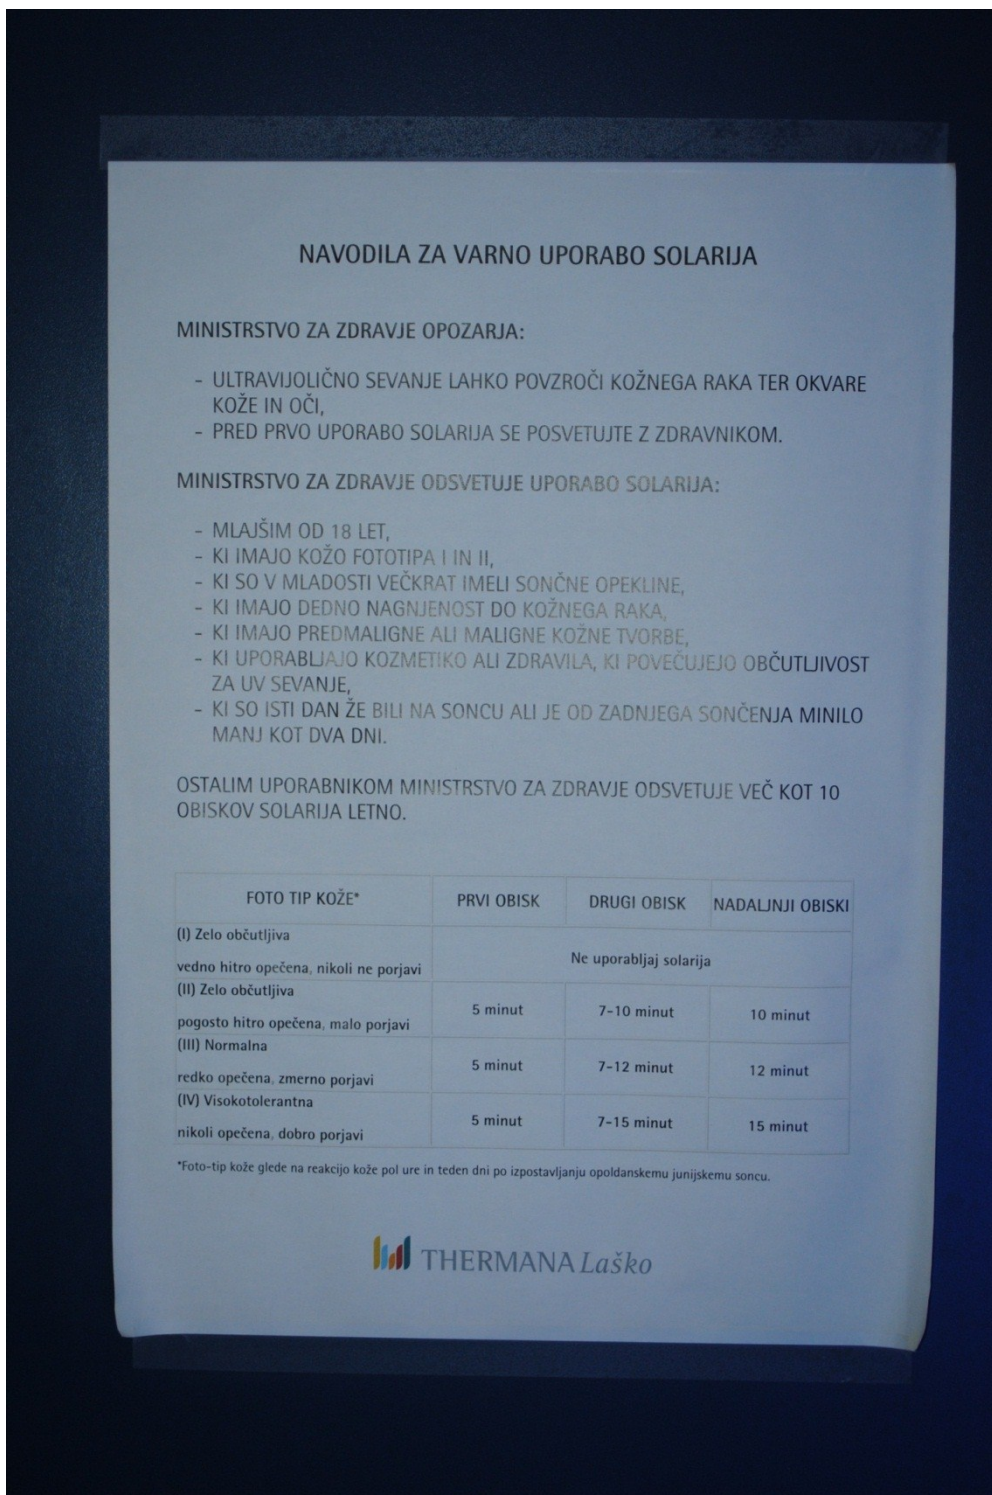 NAVODILA ZA VARNO UPORABO SOLARIJA
MINISTRSTVO ZA ZDRAVJE OPOZARJA:
- ULTRAVIJOLIČNO SEVANJE LAHKO POVZROČI KOŽNEGA RAKA TER OKVARE
KOŽE IN OČI,
- PRED PRVO UPORABO SOLARIJA SE POSVETUJTE Z ZDRAVNIKOM.
MINISTRSTVO ZA ZDRAVJE ODSVETUJE UPORABO SOLARIJA:
- MLAJŠIM OD 18 LET,
- KI IMAJO KOŽO FOTOTIPA I IN II,
- KI SO V MLADOSTI VEČKRAT IMELI SONČNE OPEKLINE,
- KI IMAJO DEDNO NAGNJENOST DO KOŽNEGA RAKA,
- KI IMAJO PREDMALIGNE ALI MALIGNE KOŽNE TVORBE,
- KI UPORABLJAJO KOZMETIKO ALI ZDRAVILA, KI POVEČUJEJO OBČUTLJIVOST
ZA UV SEVANJE,
- KI SO ISTI DAN ŽE BILI NA SONCU ALI JE OD ZADNJEGA SONČENJA MINILO
MANJ KOT DVA DNI.
OSTALIM UPORABNIKOM MINISTRSTVO ZA ZDRAVJE ODSVETUJE VEČ KOT 10
OBISKOV SOLARIJA LETNO.
FOTO TIP KOŽE* PRVI OBISK DRUGI OBISK NADALJNJI OBISKI
(I) Zelo občutljiva
vedno hitro opečena, nikoli ne porjavi Ne uporabljaj solarija
(II) Zelo občutljiva
pogosto hitro opečena, malo porjavi 5 minut 7-10 minut 10 minut
(III) Normalna
redko opečena, zmerno porjavi 5 minut 7-12 minut 12 minut
(IV) Visokotolerantna
nikoli opečena, dobro porjavi 5 minut 7-15 minut 15 minut
*Foto-tip kože glede na reakcijo kože pol ure in teden dni po izpostavljanju opoldanskemu junijskemu soncu.
THERMANA Laško